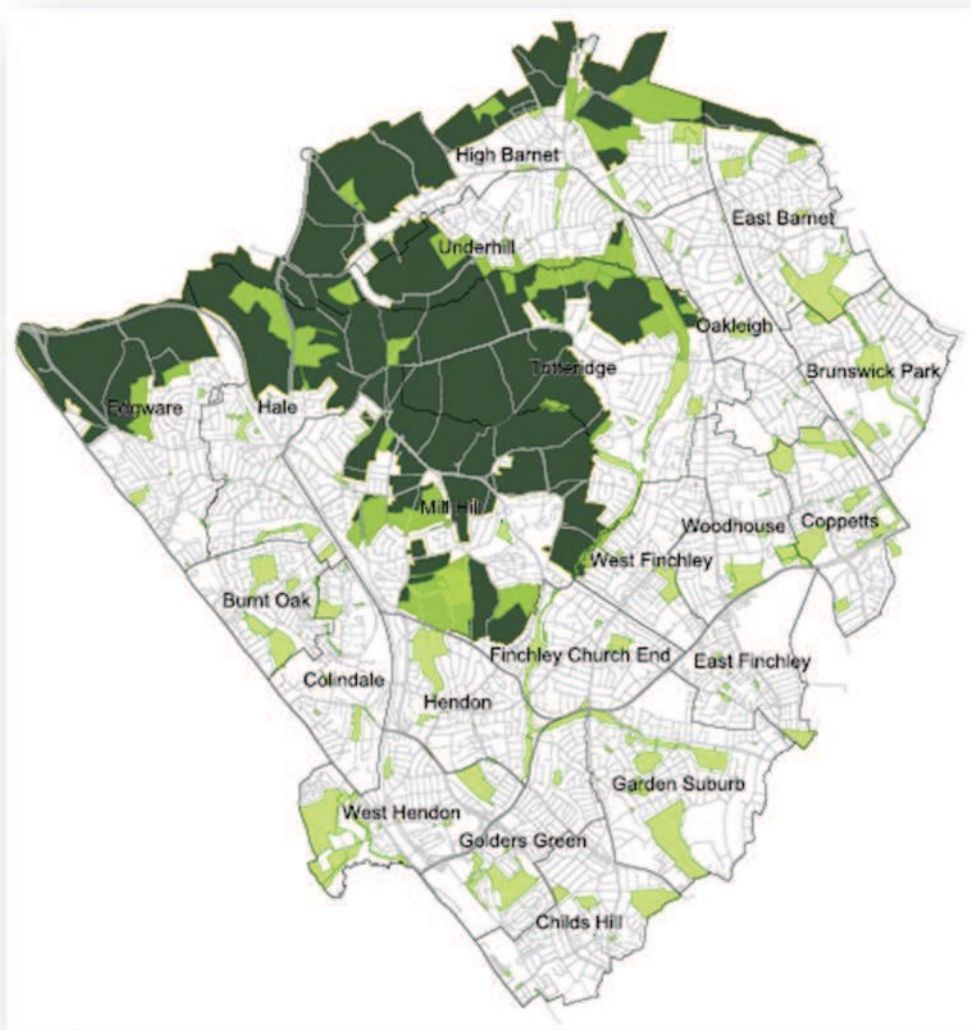 High Barnet
East Barnet
Underhill
Oakleigh
Totteridge
Brunswick Park
Edgware
Hale
Mill Hill
Woodhouse
Coppetts
West Finchley
Burnt Oak
Finchley Church End
East Finchley
Colindale
Hendon
Garden Suburb
West Hendon
Golders Green
Childs Hill